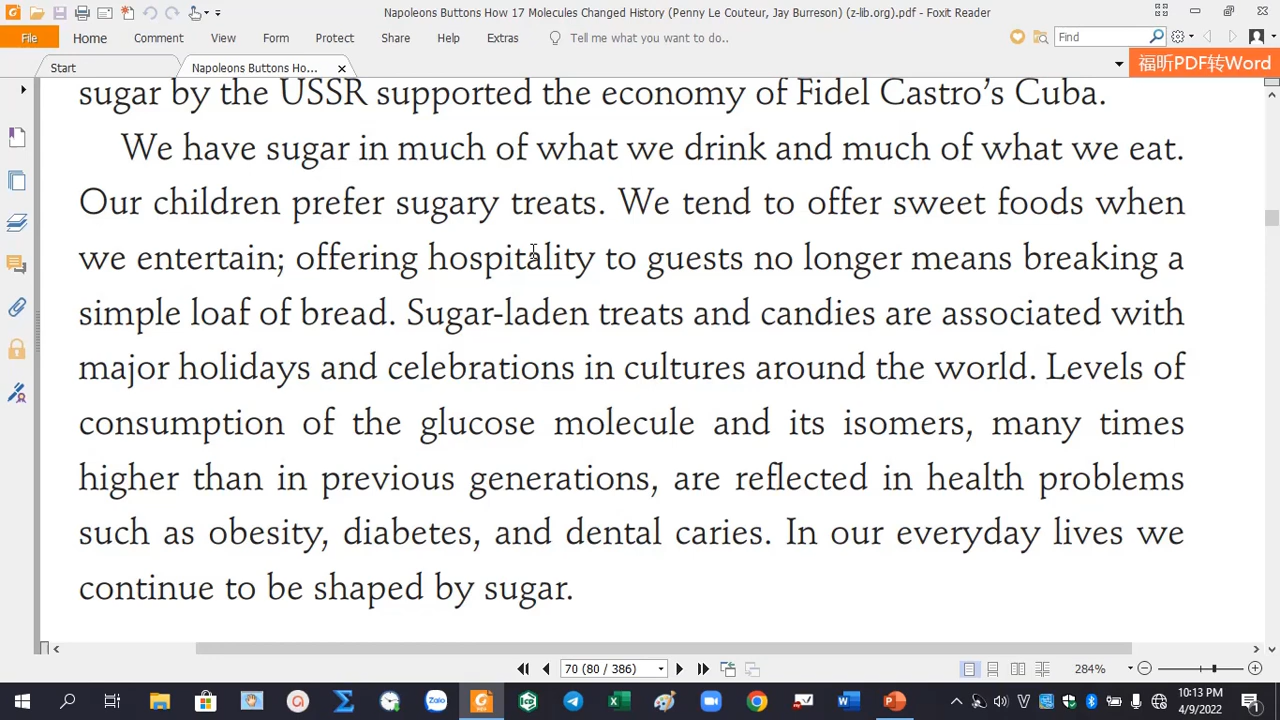 Napoleons Buttons How 17 Molecules Changed History (Penny Le Couteur, Jay Burreson) (z-lib.org).pdf - Foxit Reader
File Home Comment View Form Protect Share Help Extras Tell me what you want to do.. Find
Start Napoleons Buttons Ho... 福昕PDF转Word
sugar by the USSR supported the economy of Fidel Castro’s Cuba.
We have sugar in much of what we drink and much of what we eat.
Our children prefer sugary treats. We tend to offer sweet foods when
we entertain; offering hospitality to guests no longer means breaking a
simple loaf of bread. Sugar-laden treats and candies are associated with
major holidays and celebrations in cultures around the world. Levels of
consumption of the glucose molecule and its isomers, many times
higher than in previous generations, are reflected in health problems
such as obesity, diabetes, and dental caries. In our everyday lives we
continue to be shaped by sugar.
70 (80 / 386) 284%
Zalo ICD V 10:13 PM
4/9/2022